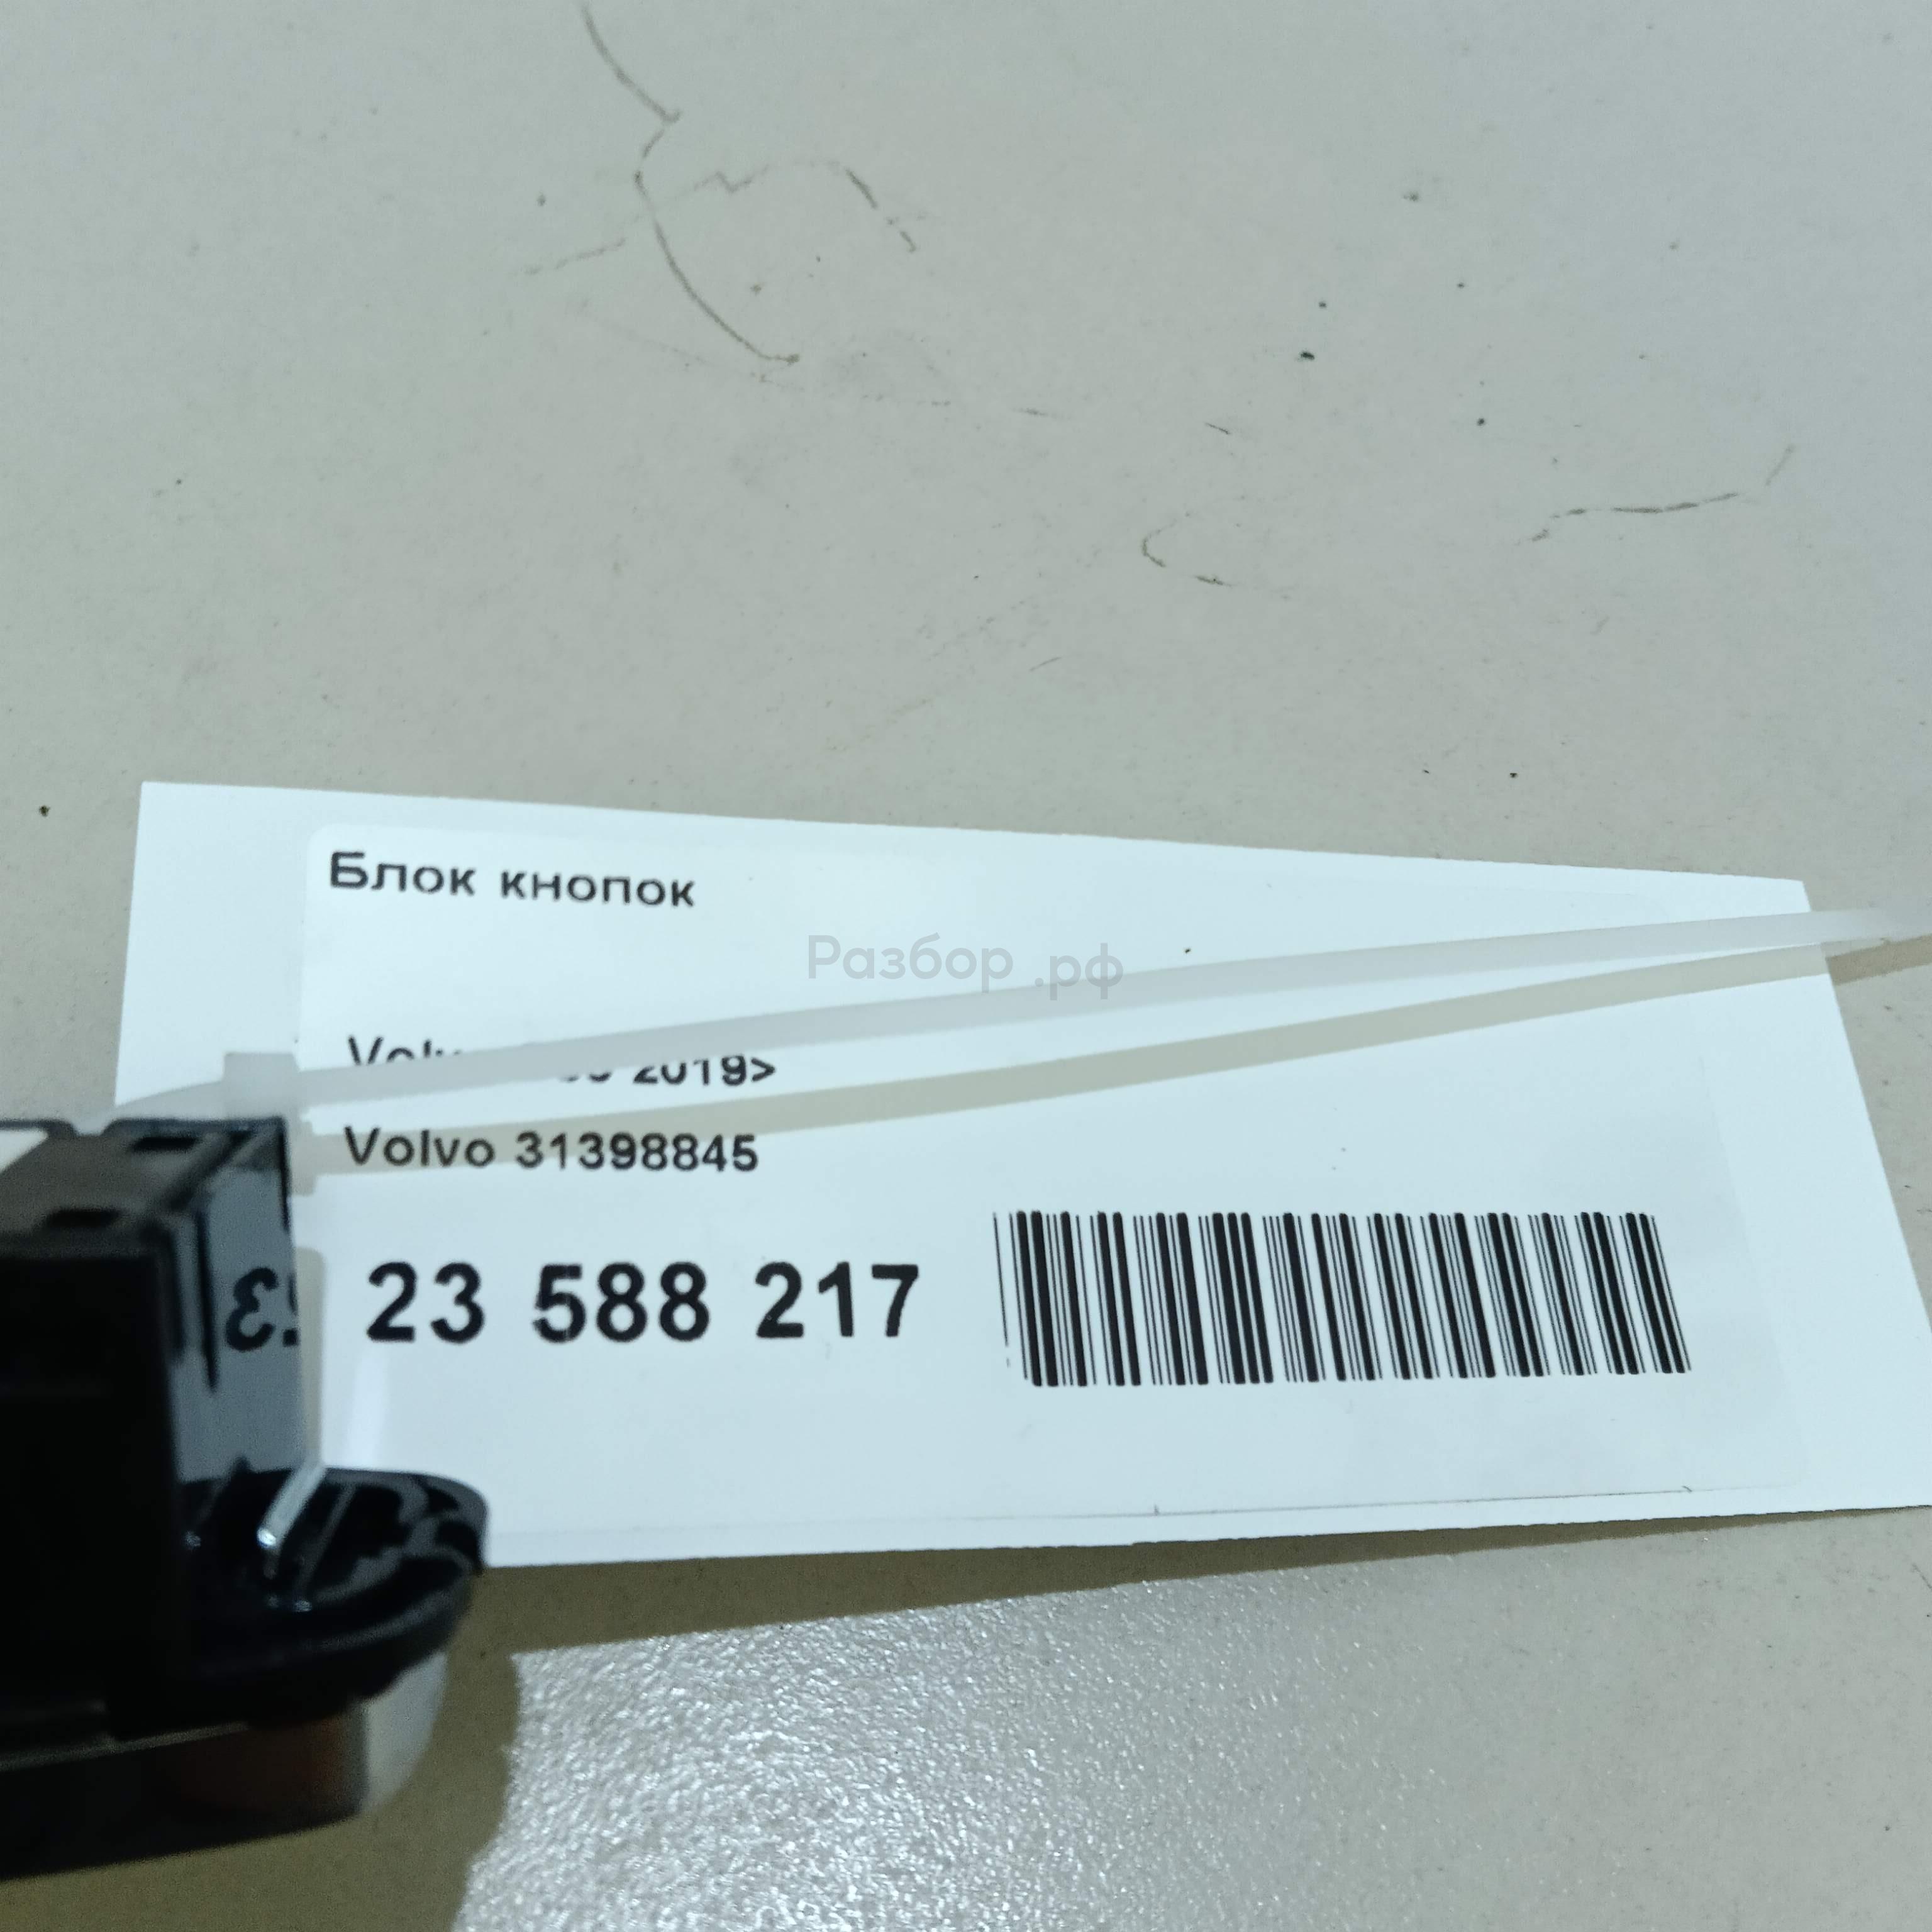 Блок кнопок
Разбор.рф
2019>
Volvo 31398845
23 588 217